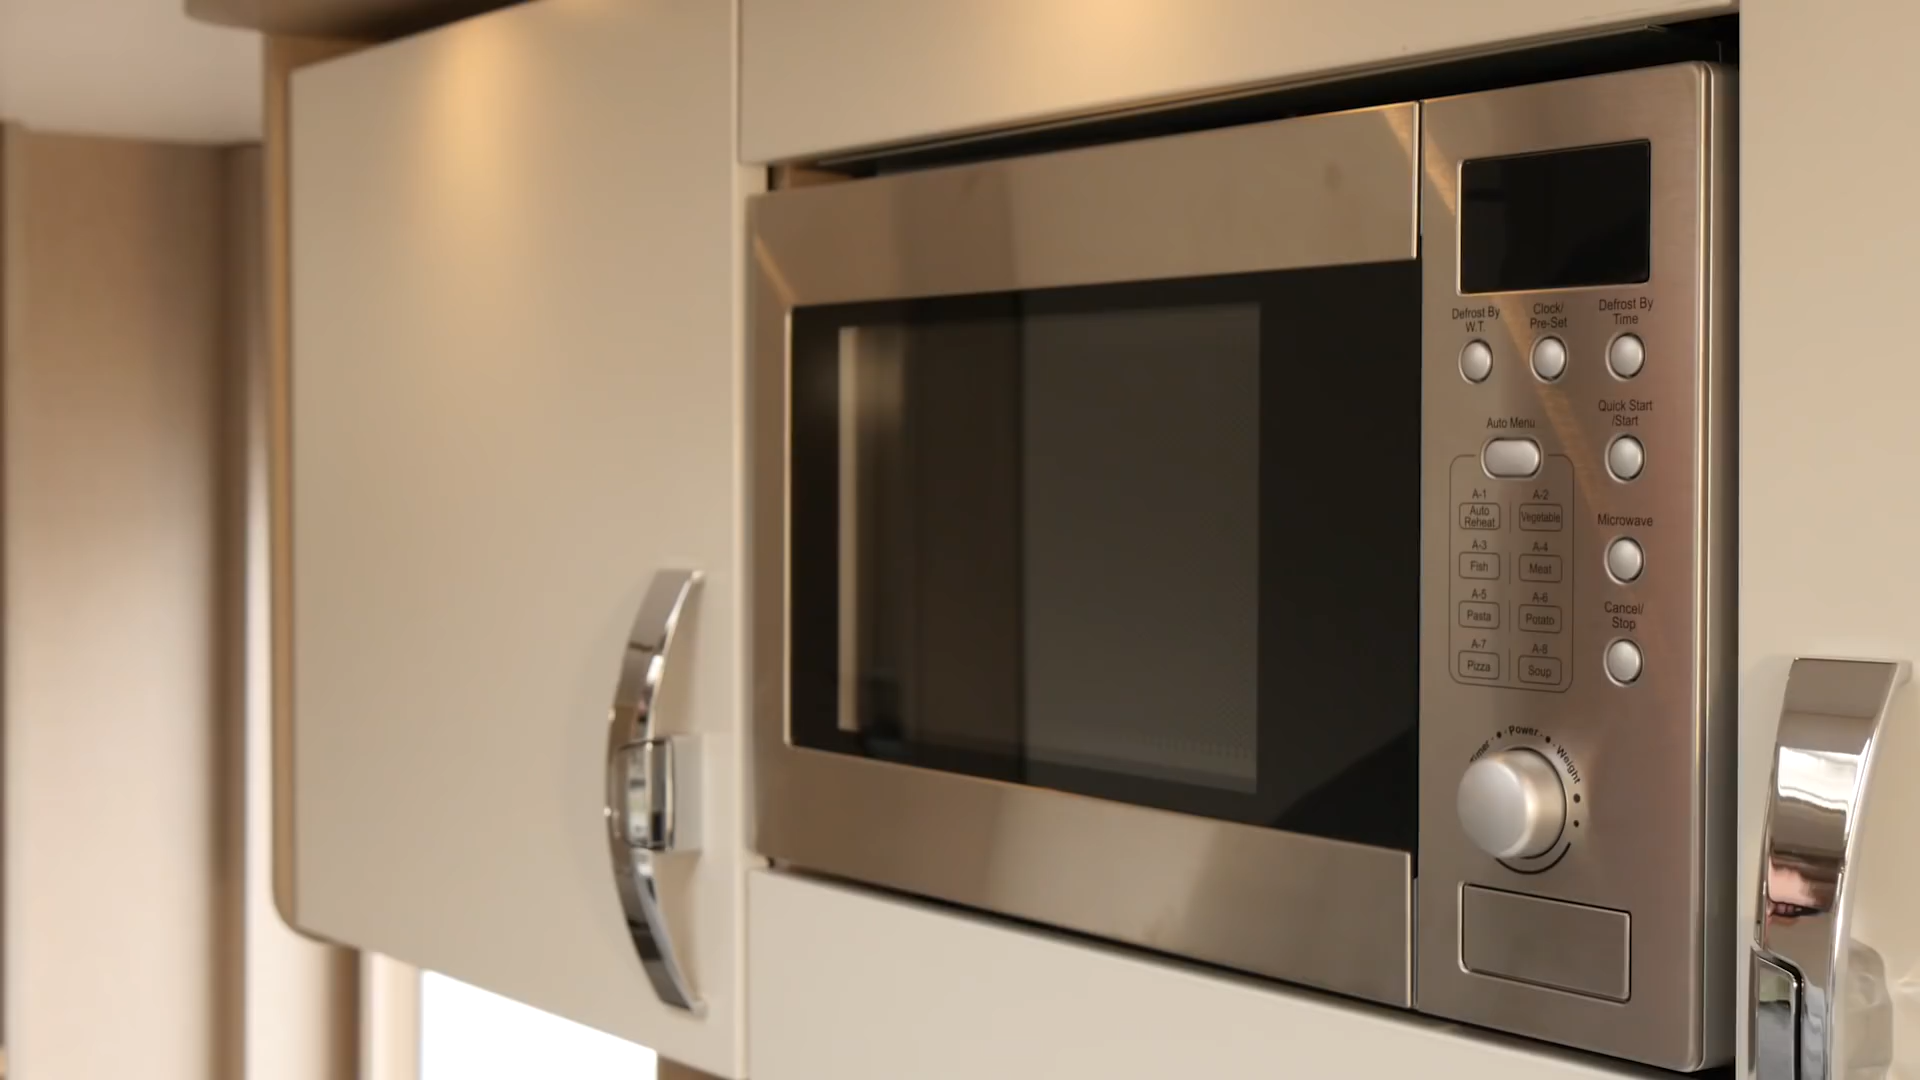 Defrost By
W.T.
Clock/
Pre-Set
Defrost By
Time
Quick Start
/Start
Auto Menu
A-1
Auto
Reheat
A-2
Vegetable
Microwave
A-3
Fish
A-4
Meat
A-5
Pasta
A-6
Potato
Cancel/
Stop
A-7
Pizza
A-8
Soup
Power
Weight